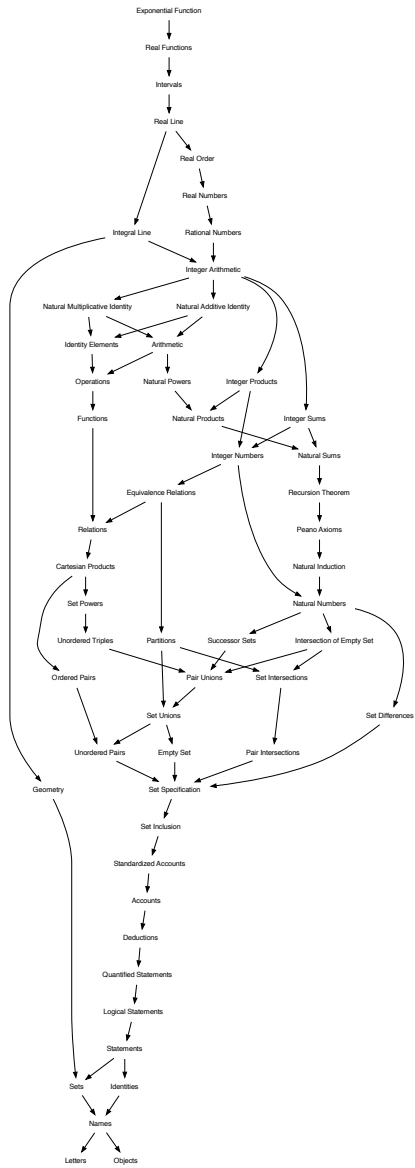 Exponential Function
Real Functions
Intervals
Real Line
Real Order
Real Numbers
Integral Line
Rational Numbers
Integer Arithmetic
Natural Multiplicative Identity
Natural Additive Identity
Identity Elements
Arithmetic
Operations
Natural Powers
Integer Products
Functions
Natural Products
Integer Sums
Integer Numbers
Natural Sums
Equivalence Relations
Recursion Theorem
Relations
Peano Axioms
Cartesian Products
Natural Induction
Set Powers
Natural Numbers
Unordered Triples
Partitions
Successor Sets
Intersection of Empty Set
Ordered Pairs
Pair Unions
Set Intersections
Set Unions
Set Differences
Unordered Pairs
Empty Set
Pair Intersections
Geometry
Set Specification
Set Inclusion
Standardized Accounts
Accounts
Deductions
Quantified Statements
Logical Statements
Statements
Sets
Identities
Names
Letters
Objects